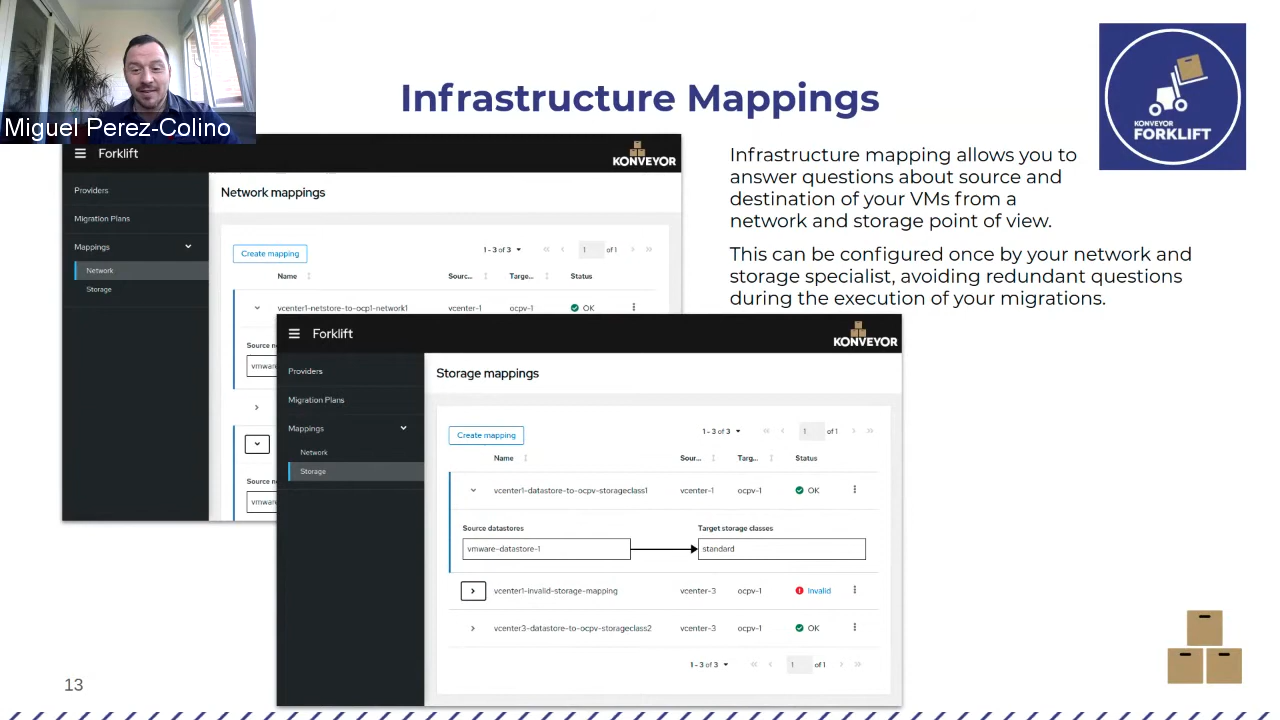 Miguel Perez-Colino
Infrastructure Mappings
KONVEYOR
FORKLIFT
Infrastructure mapping allows you to
answer questions about source and
destination of your VMs from a
network and storage point of view.
This can be configured once by your network and
storage specialist, avoiding redundant questions
during the execution of your migrations.
Forklift
KONVEYOR
Providers
Migration Plans
Mappings
Network
Storage
Network mappings
Create mapping
1 - 3 of 3
1 of 1
Name Sourc... Targe... Status
vcenter1-netstore-to-ocp1-network1 vcenter-1 ocpv-1 OK
Source n
vmwar
Source n
vmwar
Forklift
KONVEYOR
Providers
Migration Plans
Mappings
Network
Storage
Storage mappings
Create mapping
1 - 3 of 3
1 of 1
Name Sour... Targ... Status
vcenter1-datastore-to-ocpv-storageclass1 vcenter-1 ocpv-1 OK
Source datastores Target storage classes
vmware-datastore-1 standard
vcenter1-invalid-storage-mapping vcenter-3 ocpv-1 Invalid
vcenter3-datastore-to-ocpv-storageclass2 vcenter-3 ocpv-1 OK
1 - 3 of 3 1 of 1
13